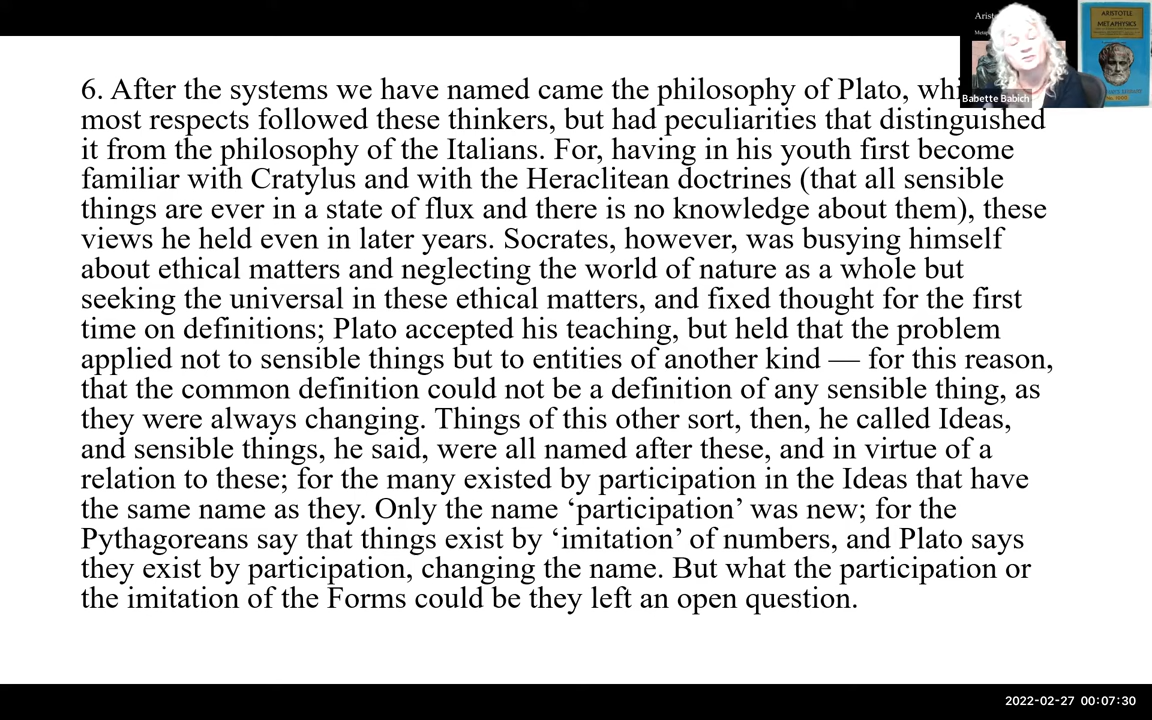 6. After the systems we have named came the philosophy of Plato,
most respects followed these thinkers, but had peculiarities that distinguished
it from the philosophy of the Italians. For, having in his youth first become
familiar with Cratylus and with the Heraclitean doctrines (that all sensible
things are ever in a state of flux and there is no knowledge about them), these
views he held even in later years. Socrates, however, was busying himself
about ethical matters and neglecting the world of nature as a whole but
seeking the universal in these ethical matters, and fixed thought for the first
time on definitions; Plato accepted his teaching, but held that the problem
applied not to sensible things but to entities of another kind — for this reason,
that the common definition could not be a definition of any sensible thing, as
they were always changing. Things of this other sort, then, he called Ideas,
and sensible things, he said, were all named after these, and in virtue of a
relation to these; for the many existed by participation in the Ideas that have
the same name as they. Only the name ‘participation’ was new; for the
Pythagoreans say that things exist by ‘imitation’ of numbers, and Plato says
they exist by participation, changing the name. But what the participation or
the imitation of the Forms could be they left an open question.
ARISTOTLE
METAPHYSICS
Babette Babich
2022-02-27 00:07:30